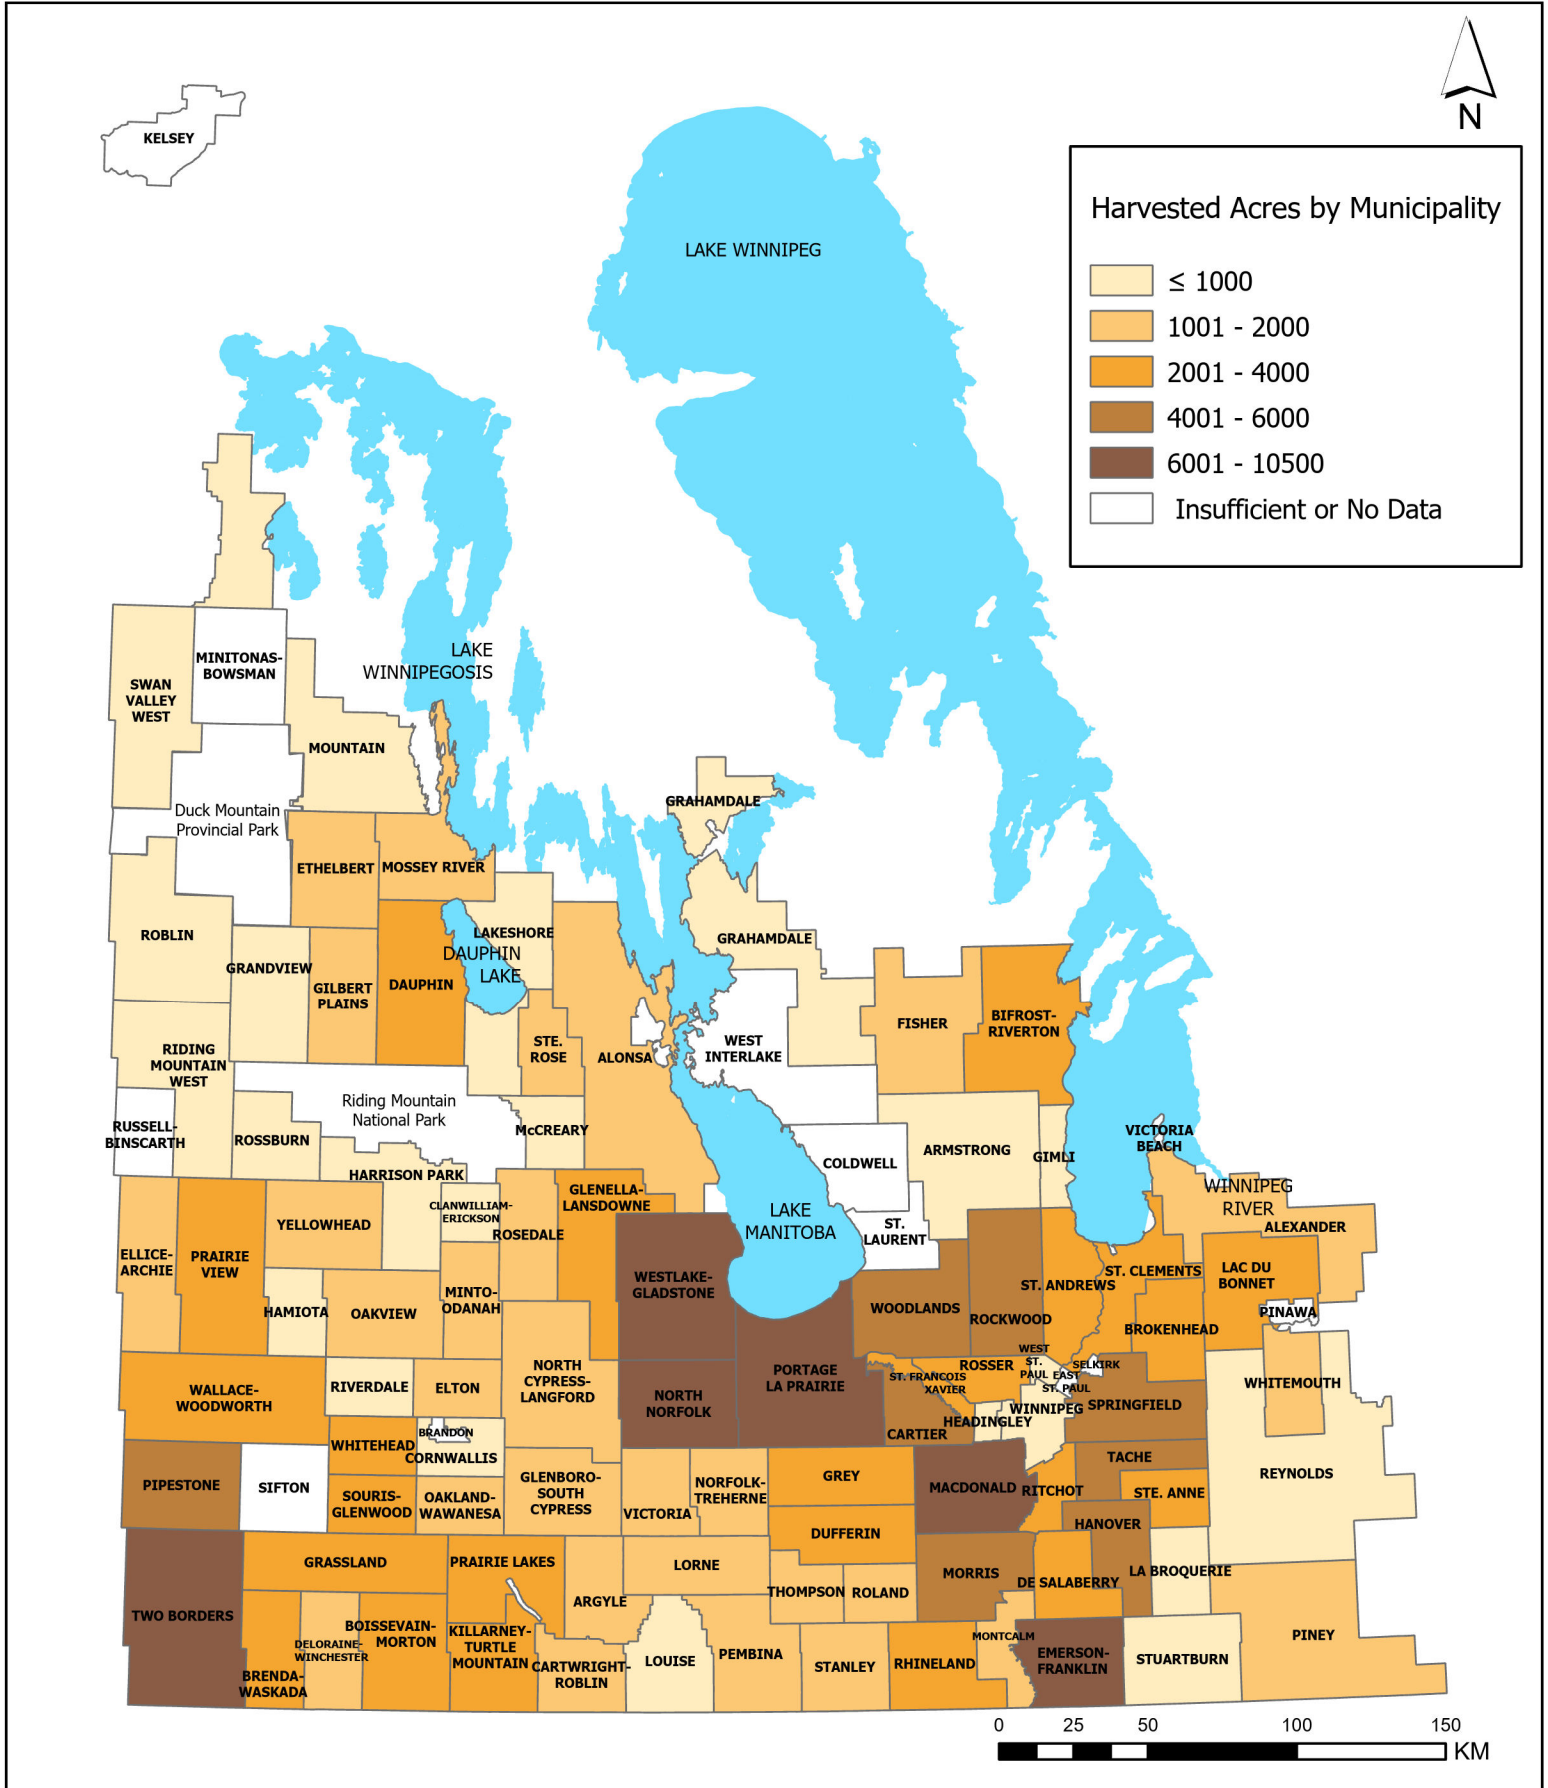 N
KELSEY
Harvested Acres by Municipality
≤ 1000
1001 - 2000
2001 - 4000
4001 - 6000
6001 - 10500
Insufficient or No Data
LAKE WINNIPEG
LAKE
WINNIPEGOSIS
MINITONAS-
BOWSMAN
SWAN
VALLEY
WEST
MOUNTAIN
Duck Mountain
Provincial Park
GRAHAMDALE
ETHELBERT
MOSSEY RIVER
ROBLIN
LAKESHORE
DAUPHIN
LAKE
GRAHAMDALE
GRANDVIEW
GILBERT
PLAINS
DAUPHIN
FISHER
BIFROST-
RIVERTON
STE.
ROSE
ALONSA
WEST
INTERLAKE
RIDING
MOUNTAIN
WEST
Riding Mountain
National Park
RUSSELL-
BINSCARTH
ROSSBURN
McCREARY
VICTORIA
BEACH
ARMSTRONG
GIMLI
COLDWELL
HARRISON PARK
GLENELLA-
LANSDOWNE
WINNIPEG
RIVER
CLANWILLIAM-
ERICKSON
YELLOWHEAD
ROSEDALE
LAKE
MANITOBA
ST.
LAURENT
ALEXANDER
ELLICE-
ARCHIE
PRAIRIE
VIEW
WESTLAKE-
GLADSTONE
ST. ANDREWS
ST. CLEMENTS
LAC DU
BONNET
HAMIOTA
OAKVIEW
MINTO-
ODANAH
WOODLANDS
ROCKWOOD
PINAWA
BROKENHEAD
NORTH
CYPRESS-
LANGFORD
PORTAGE
LA PRAIRIE
WEST
ST.
PAUL
ROSSER
SELKIRK
EAST
ST. PAUL
ST. FRANCOIS
XAVIER
WHITEMOUTH
WALLACE-
WOODWORTH
RIVERDALE
ELTON
NORTH
NORFOLK
WINNIPEG
SPRINGFIELD
HEADINGLEY
CARTIER
BRANDON
WHITEHEAD
CORNWALLIS
TACHE
REYNOLDS
PIPESTONE
SIFTON
GLENBORO-
SOUTH
CYPRESS
NORFOLK-
TREHERNE
GREY
MACDONALD
RITCHOT
STE. ANNE
SOURIS-
GLENWOOD
OAKLAND-
WAWANESA
VICTORIA
DUFFERIN
HANOVER
GRASSLAND
PRAIRIE LAKES
LORNE
MORRIS
DE SALABERRY
LA BROQUERIE
THOMPSON
ROLAND
TWO BORDERS
ARGYLE
BOISSEVAIN-
MORTON
DELORAINE-
WINCHESTER
KILLARNEY-
TURTLE
MOUNTAIN
MONTCALM
PINEY
BRENDA-
WASKADA
CARTWRIGHT-
ROBLIN
LOUISE
PEMBINA
STANLEY
RHINELAND
EMERSON-
FRANKLIN
STUARTBURN
0 25 50 100 150
KM